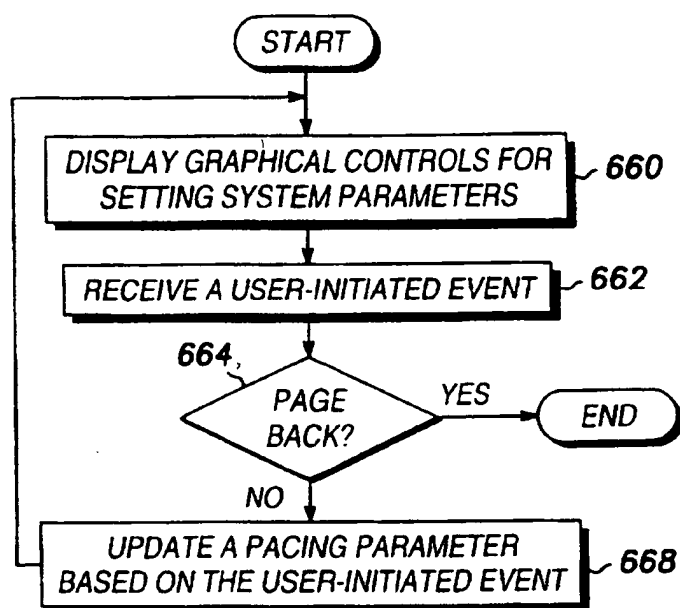 START
DISPLAY GRAPHICAL CONTROLS FOR
SETTING SYSTEM PARAMETERS
660
RECEIVE A USER-INITIATED EVENT
662
664
PAGE
BACK?
YES
END
NO
UPDATE A PACING PARAMETER
BASED ON THE USER-INITIATED EVENT
668